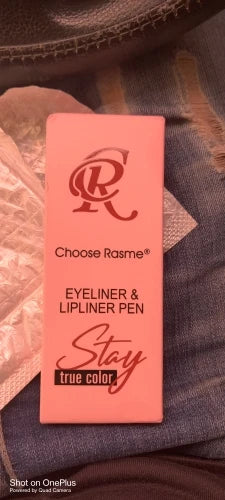 CR
Choose Rasme®
EYELINER &
LIPLINER PEN
Stay
true color
Shot on OnePlus
Powered by Quad Camera